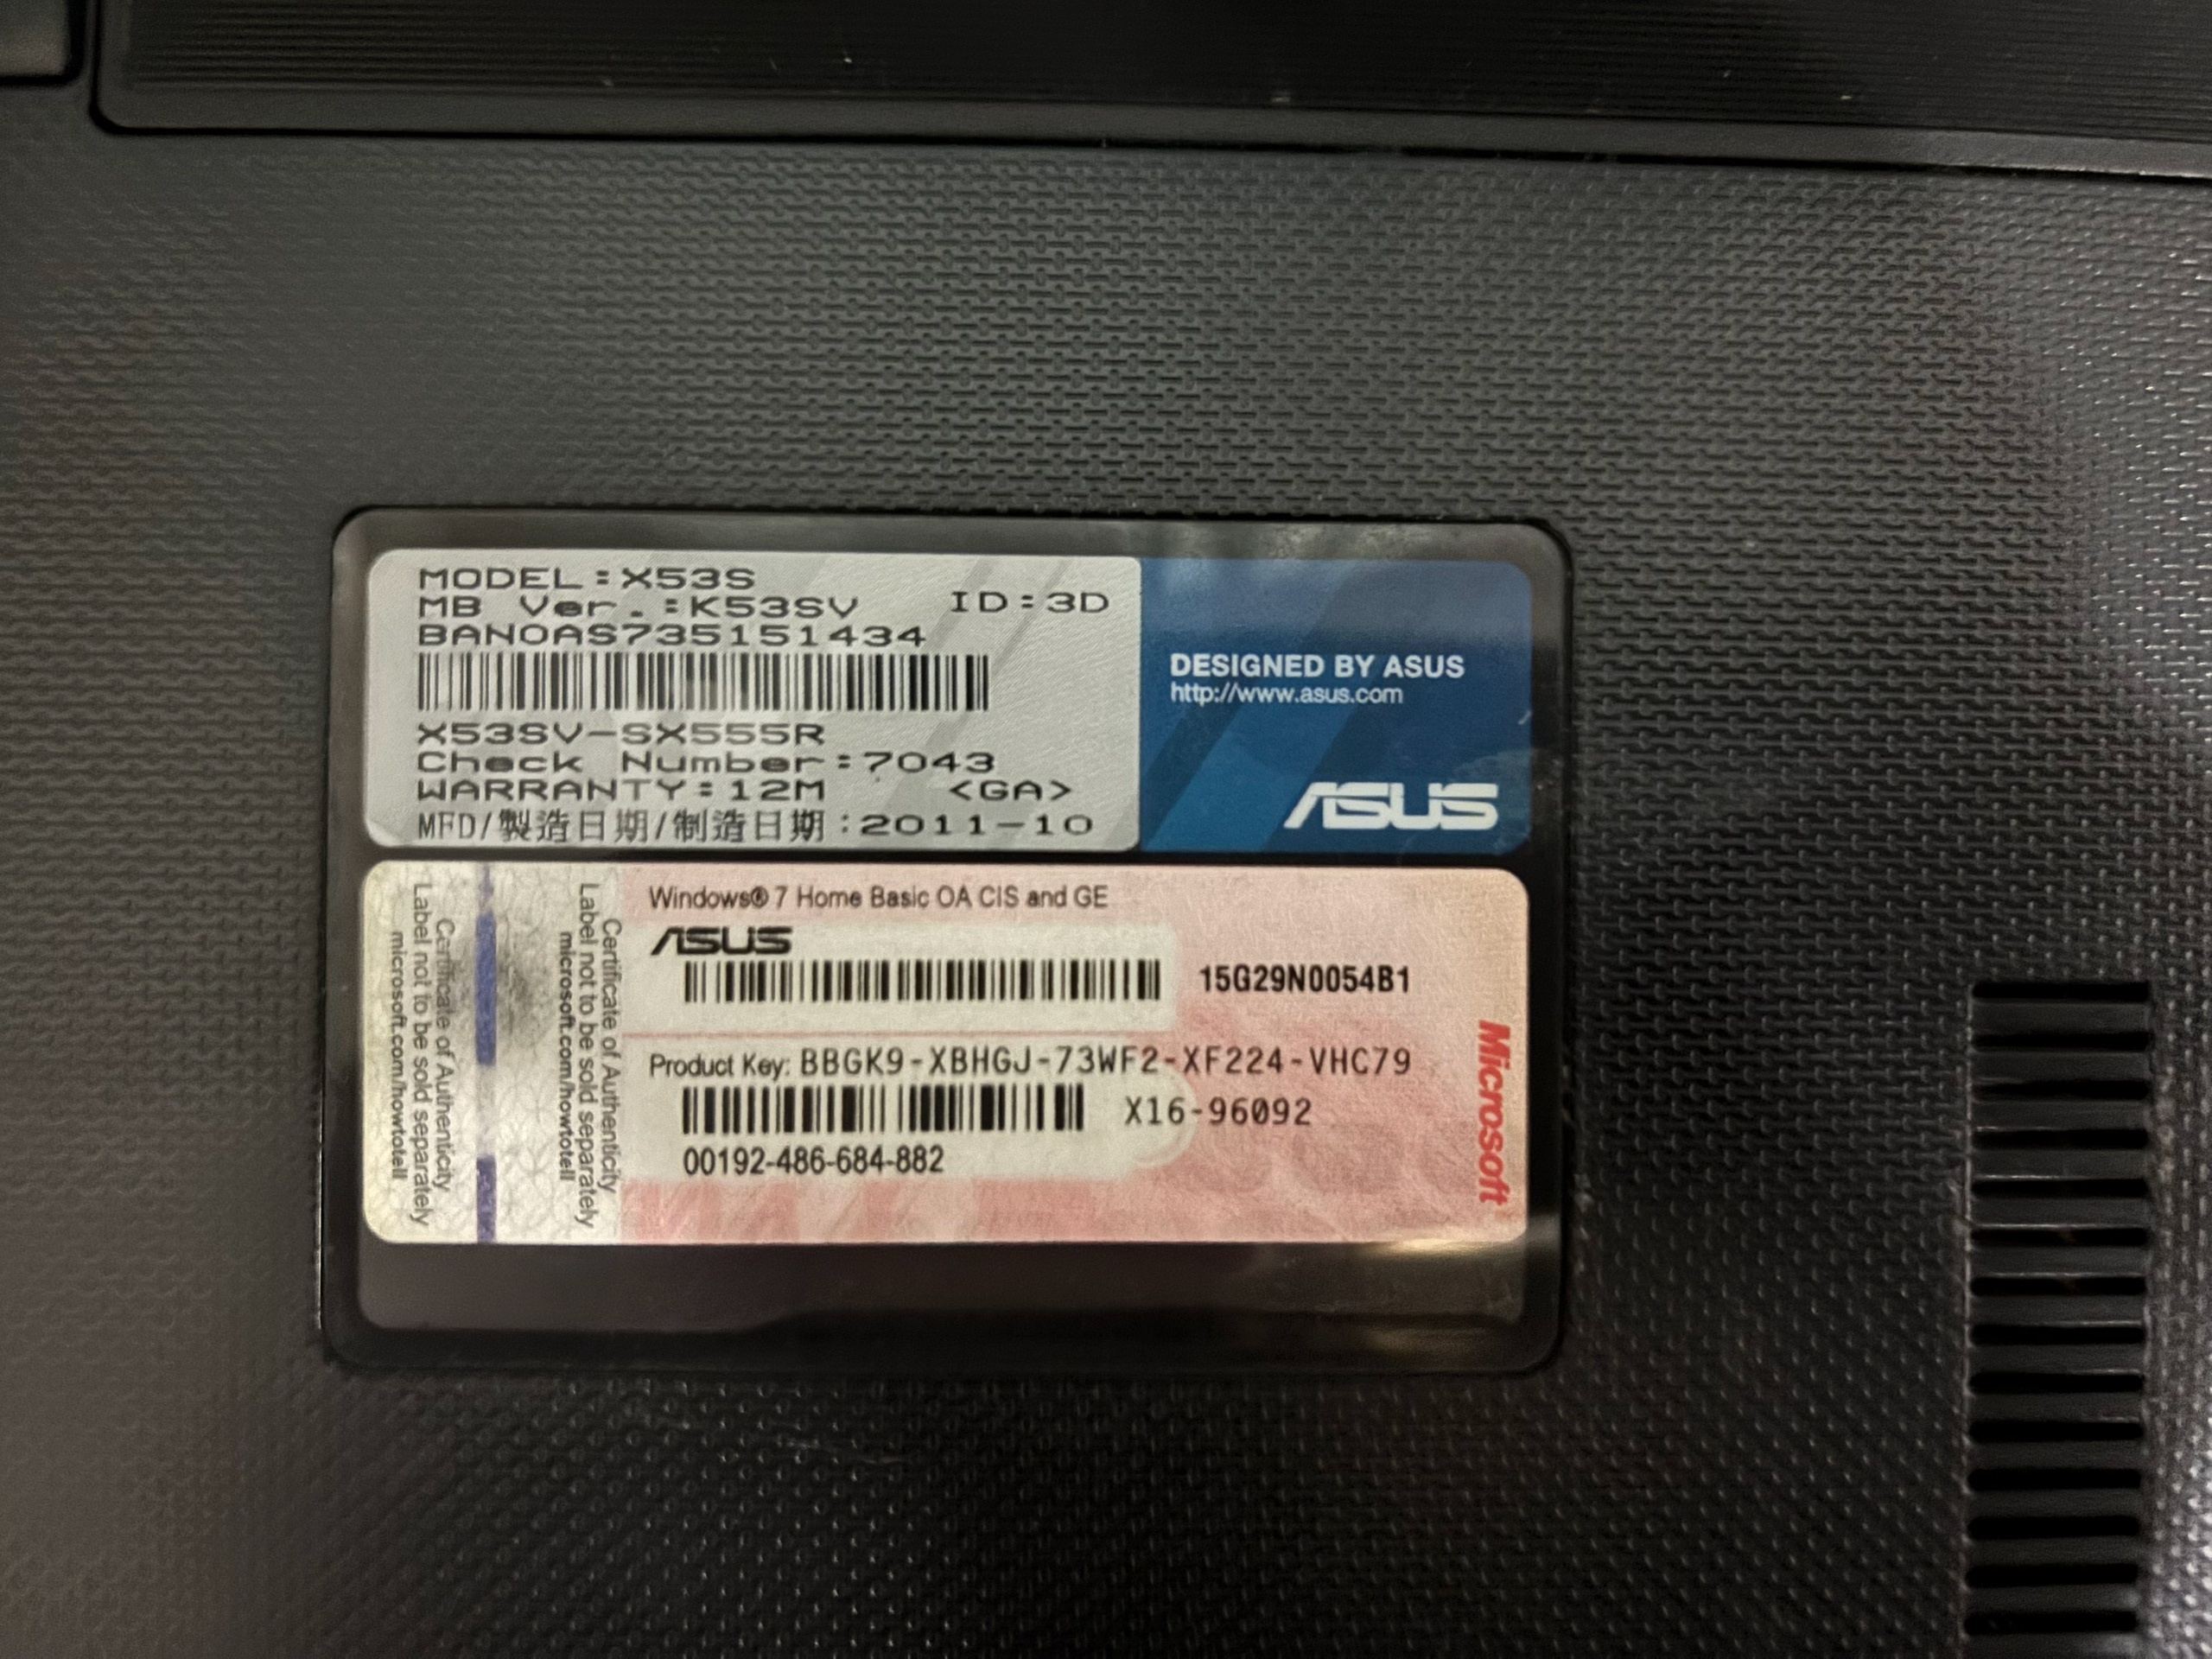 MODEL:X53S
MB Ver.:K53SV ID:3D
BAN0AS735151434
X53SV-SX555R
Check Number:7043
WARRANTY:12M <GA>
MFD/製造日期/制造日期:2011-10
DESIGNED BY ASUS
http://www.asus.com
ASUS
Certificate of Authenticity
Label not to be sold separately
microsoft.com/howtotell
Certificate of Authenticity
Label not to be sold separately
microsoft.com/howtotell
Windows® 7 Home Basic OA CIS and GE
ASUS
15G29N0054B1
Product Key: BBGK9-XBHGJ-73WF2-XF224-VHC79
X16-96092
00192-486-684-882
Microsoft